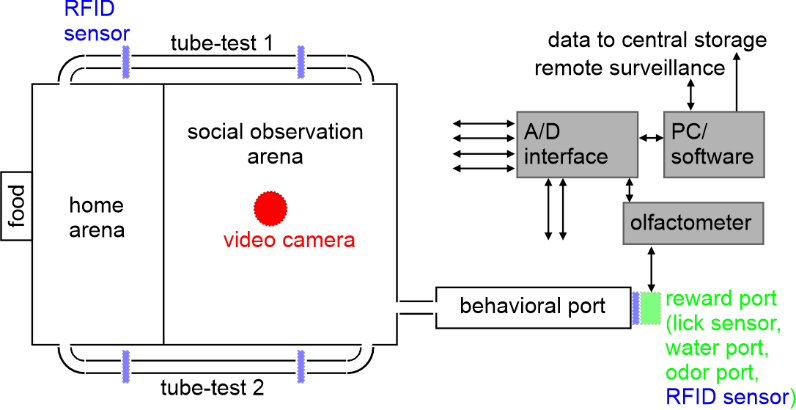 RFID
sensor
tube-test 1
data to central storage
remote surveillance
social observation
arena
A/D
interface
PC/
software
food
home
arena
video camera
olfactometer
behavioral port
reward port
(lick sensor,
water port,
odor port,
RFID sensor)
tube-test 2